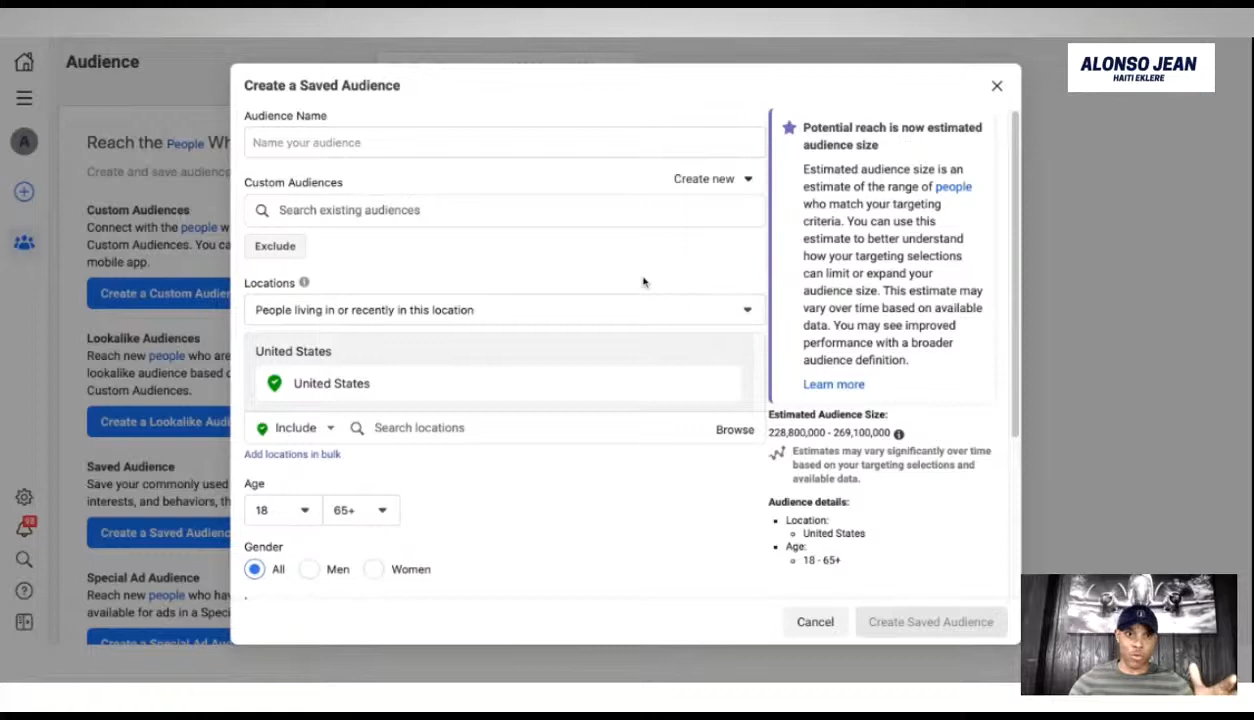 Audience
ALONSO JEAN
HAITI EKLERE
A
Reach the People Wh
Create and save audience
Custom Audiences
Connect with the people w
Custom Audiences. You ca
mobile app.
Create a Custom Audien
Lookalike Audiences
Reach new people who are
lookalike audience based o
Custom Audiences.
Create a Lookalike Audi
Saved Audience
Save your commonly used
interests, and behaviors, th
Create a Saved Audienc
Special Ad Audience
Reach new people who hav
available for ads in a Speci
Create a Special Ad Au
Create a Saved Audience
Audience Name
Name your audience
Custom Audiences
Create new
Search existing audiences
Exclude
Locations
People living in or recently in this location
United States
United States
Include
Search locations
Browse
Add locations in bulk
Age
18
65+
Gender
All
Men
Women
Potential reach is now estimated
audience size
Estimated audience size is an
estimate of the range of people
who match your targeting
criteria. You can use this
estimate to better understand
how your targeting selections
can limit or expand your
audience size. This estimate may
vary over time based on available
data. You may see improved
performance with a broader
audience definition.
Learn more
Estimated Audience Size:
228,800,000 - 269,100,000
Estimates may vary significantly over time
based on your targeting selections and
available data.
Audience details:
Location:
United States
Age:
18 - 65+
Cancel
Create Saved Audience